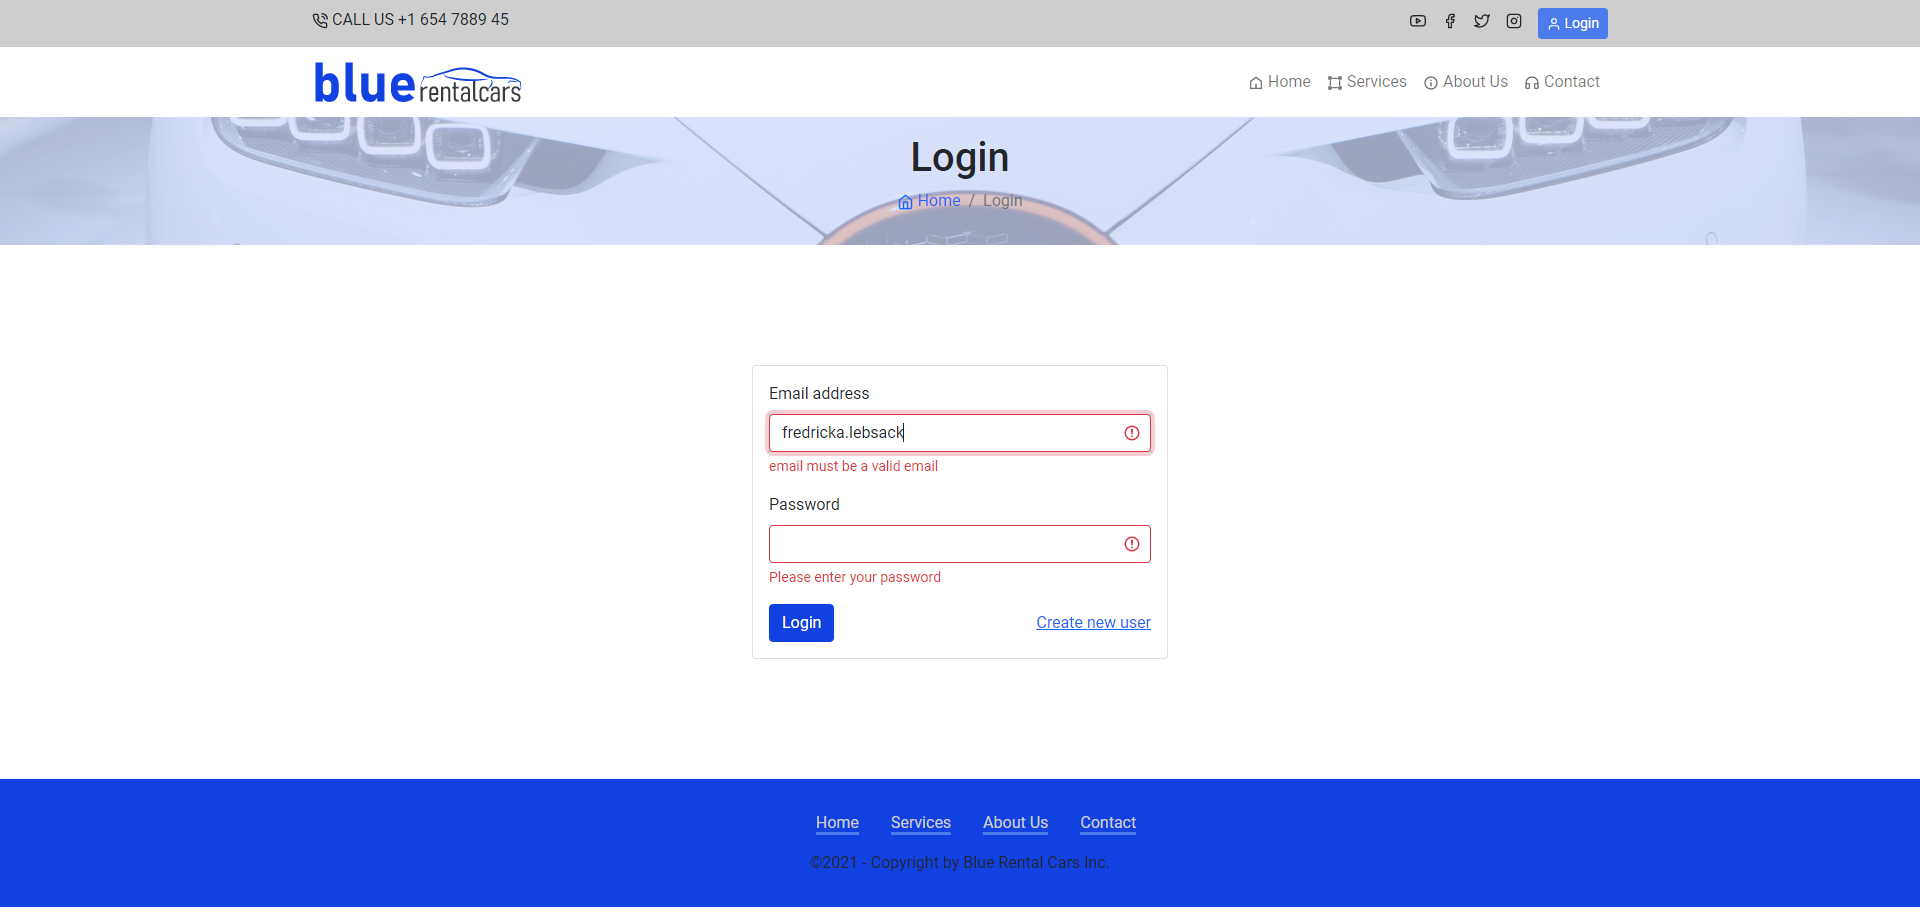 CALL US +1 654 7889 45
Login
blue rentalcars
Home Services About Us Contact
Login
Home / Login
Email address
fredricka.lebsack
email must be a valid email
Password
Please enter your password
Login Create new user
Home Services About Us Contact
©2021 - Copyright by Blue Rental Cars Inc.